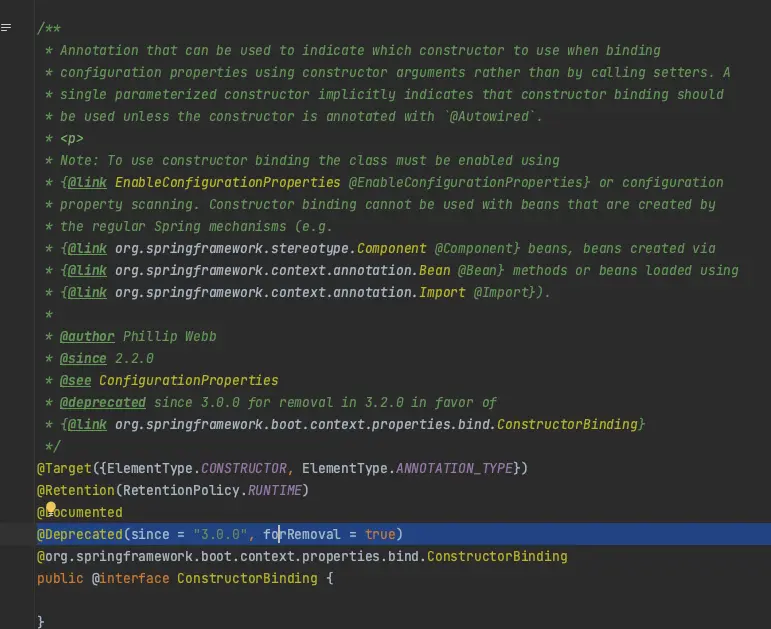 /**
* Annotation that can be used to indicate which constructor to use when binding
* configuration properties using constructor arguments rather than by calling setters. A
* single parameterized constructor implicitly indicates that constructor binding should
* be used unless the constructor is annotated with `@Autowired`.
* <p>
* Note: To use constructor binding the class must be enabled using
* {@link EnableConfigurationProperties @EnableConfigurationProperties} or configuration
* property scanning. Constructor binding cannot be used with beans that are created by
* the regular Spring mechanisms (e.g.
* {@link org.springframework.stereotype.Component @Component} beans, beans created via
* {@link org.springframework.context.annotation.Bean @Bean} methods or beans loaded using
* {@link org.springframework.context.annotation.Import @Import}).
*
* @author Phillip Webb
* @since 2.2.0
* @see ConfigurationProperties
* @deprecated since 3.0.0 for removal in 3.2.0 in favor of
* {@link org.springframework.boot.context.properties.bind.ConstructorBinding}
*/
@Target({ElementType.CONSTRUCTOR, ElementType.ANNOTATION_TYPE})
@Retention(RetentionPolicy.RUNTIME)
@Documented
@Deprecated(since = "3.0.0", forRemoval = true)
@org.springframework.boot.context.properties.bind.ConstructorBinding
public @interface ConstructorBinding {
}